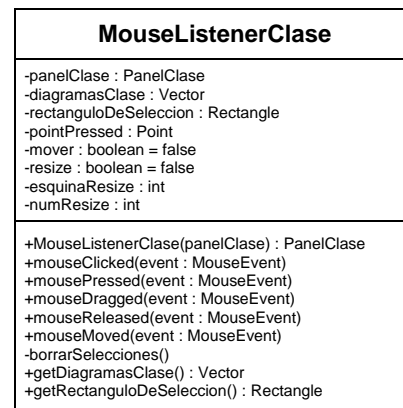 MouseListenerClase
-panelClase : PanelClase
-diagramasClase : Vector
-rectanguloDeSeleccion : Rectangle
-pointPressed : Point
-mover : boolean = false
-resize : boolean = false
-esquinaResize : int
-numResize : int
+MouseListenerClase(panelClase) : PanelClase
+mouseClicked(event : MouseEvent)
+mousePressed(event : MouseEvent)
+mouseDragged(event : MouseEvent)
+mouseReleased(event : MouseEvent)
+mouseMoved(event : MouseEvent)
-borrarSelecciones()
+getDiagramasClase() : Vector
+getRectanguloDeSeleccion() : Rectangle